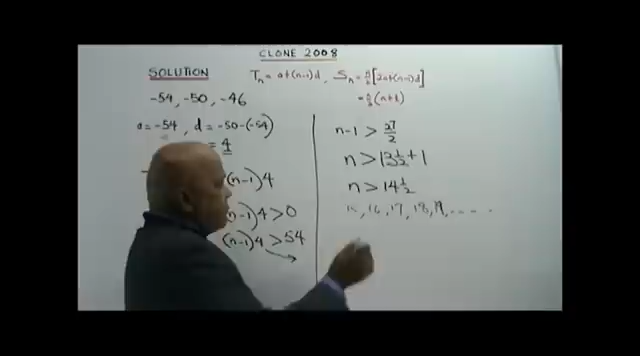 CLONE 2008
SOLUTION
Tn = a+(n-1)d , Sn = n/2[2a+(n-1)d]
= n/2(a+l)
-54, -50, -46
a = -54 , d = -50-(-54)
= 4
(n-1)4
(n-1)4 > 0
(n-1)4 > 54
n-1 > 27/2
n > 13 1/2 + 1
n > 14 1/2
15, 16, 17, 18, 19, ......